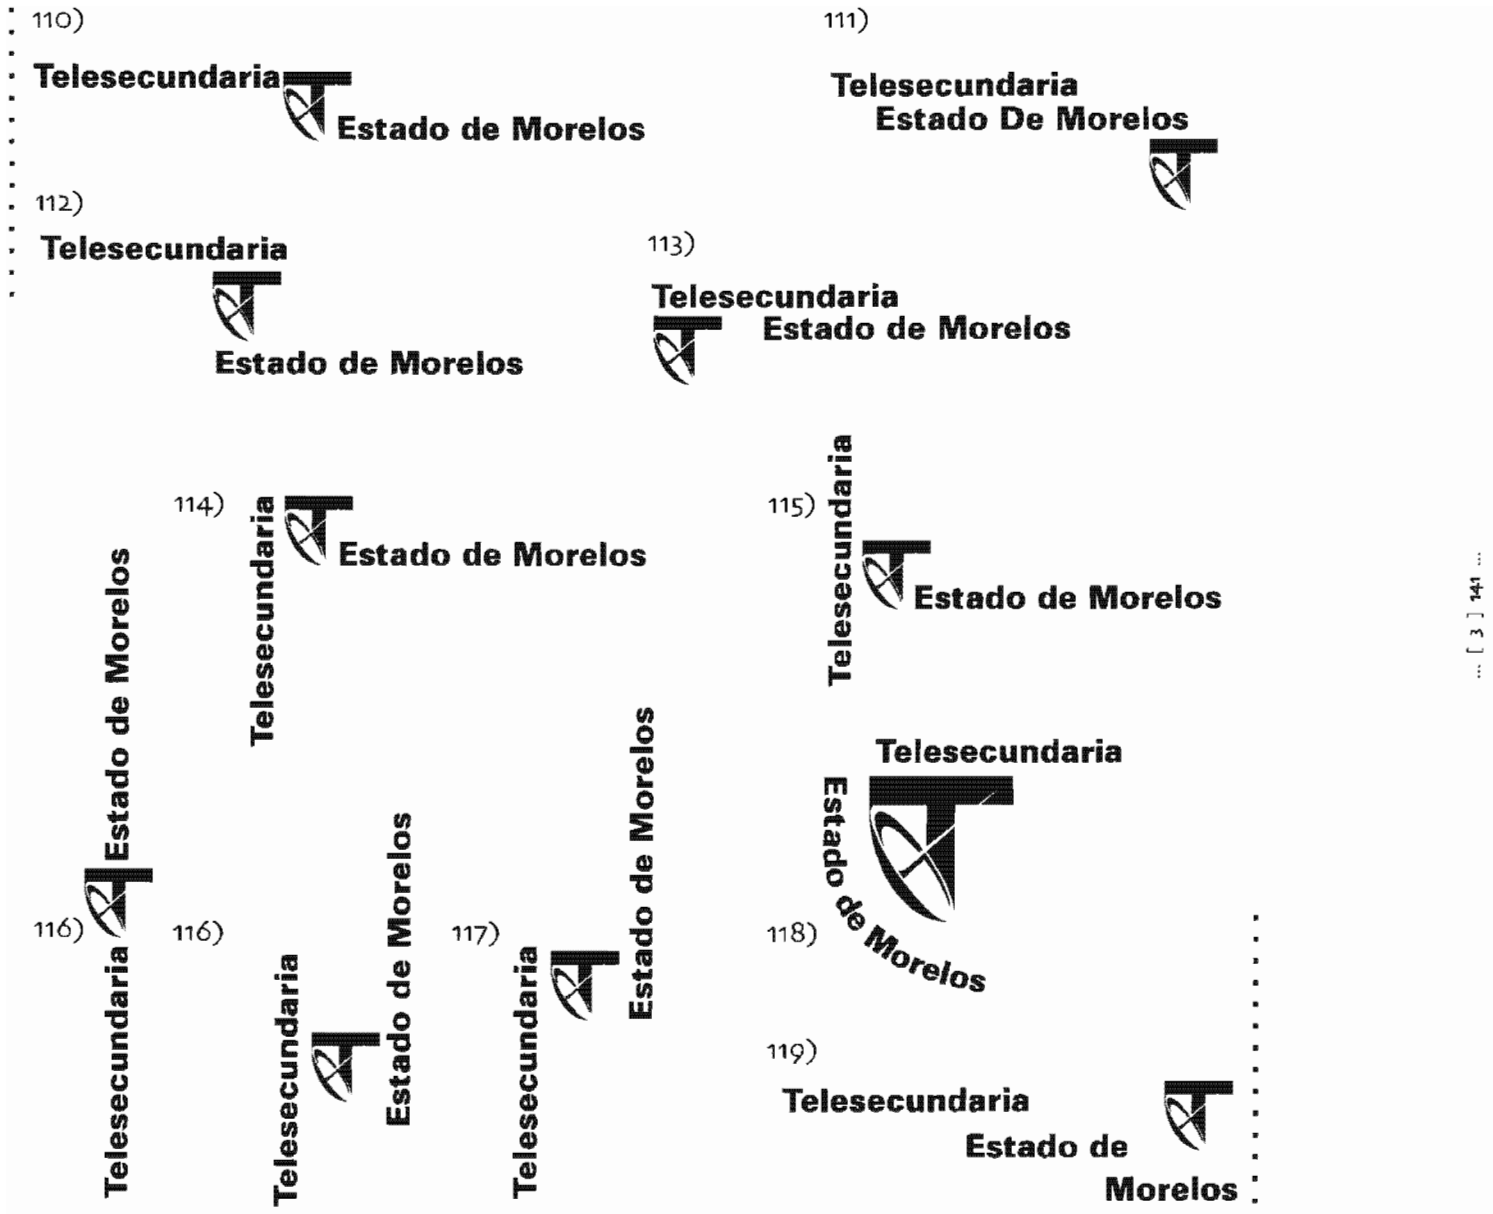 110)
Telesecundaria
Estado de Morelos
111)
Telesecundaria
Estado De Morelos
112)
Telesecundaria
Estado de Morelos
113)
Telesecundaria
Estado de Morelos
114)
Telesecundaria
Estado de Morelos
115)
Telesecundaria
Estado de Morelos
... [ 3 ] 141 ...
116)
Telesecundaria
Estado de Morelos
116)
Telesecundaria
Estado de Morelos
117)
Telesecundaria
Estado de Morelos
118)
Telesecundaria
Estado de Morelos
119)
Telesecundaria
Estado de
Morelos